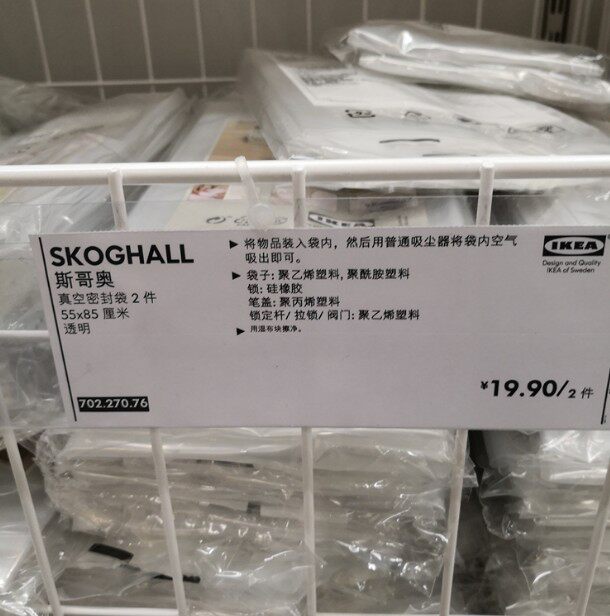 SKOGHALL
斯哥奥
真空密封袋 2 件
55x85 厘米
透明
702.270.76
▶ 将物品装入袋内，然后用普通吸尘器将袋内空气
吸出即可。
▶ 袋子: 聚乙烯塑料, 聚酰胺塑料
锁: 硅橡胶
笔盖: 聚丙烯塑料
锁定杆/ 拉锁/ 阀门: 聚乙烯塑料
▶ 用湿布块擦净。
IKEA
Design and Quality
IKEA of Sweden
¥19.90/2 件
IKEA